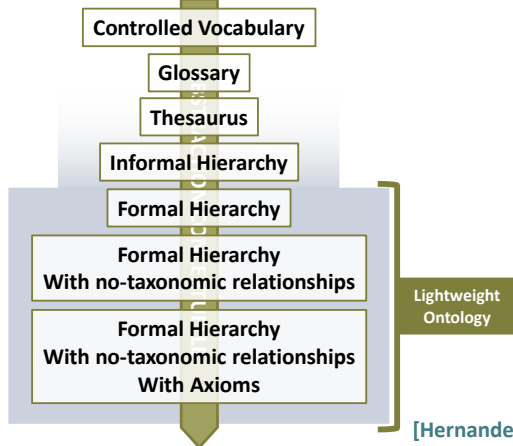 Controlled Vocabulary
Glossary
Thesaurus
Informal Hierarchy
Formal Hierarchy
Formal Hierarchy
With no-taxonomic relationships
Formal Hierarchy
With no-taxonomic relationships
With Axioms
Lightweight
Ontology
[Hernande